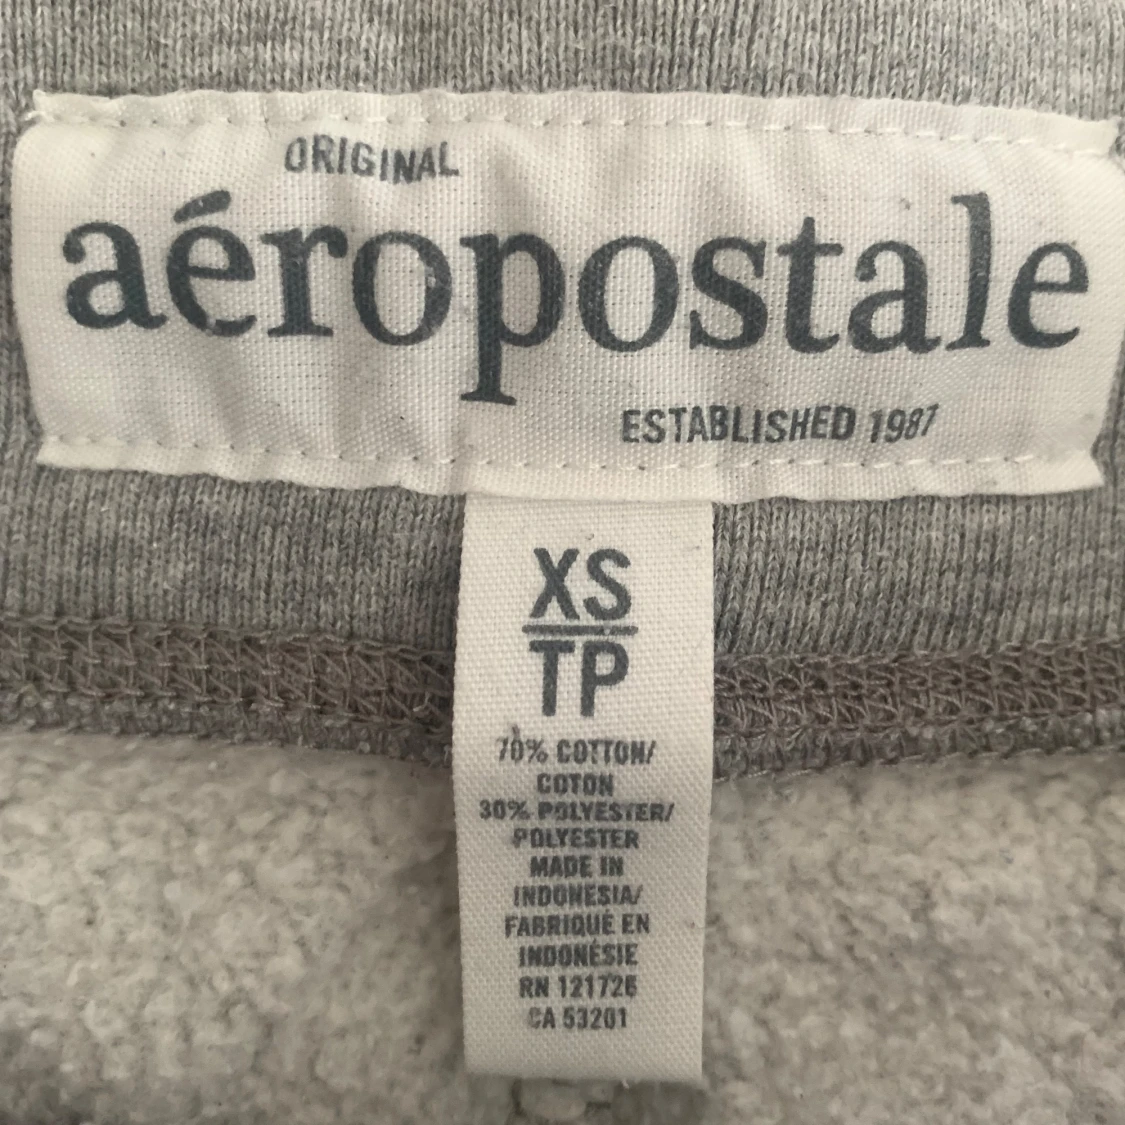 ORIGINAL
aéropostale
ESTABLISHED 1987
XS
TP
70% COTTON/
COTON
30% POLYESTER/
POLYESTER
MADE IN
INDONESIA/
FABRIQUÉ EN
INDONÉSIE
RN 121726
CA 53201